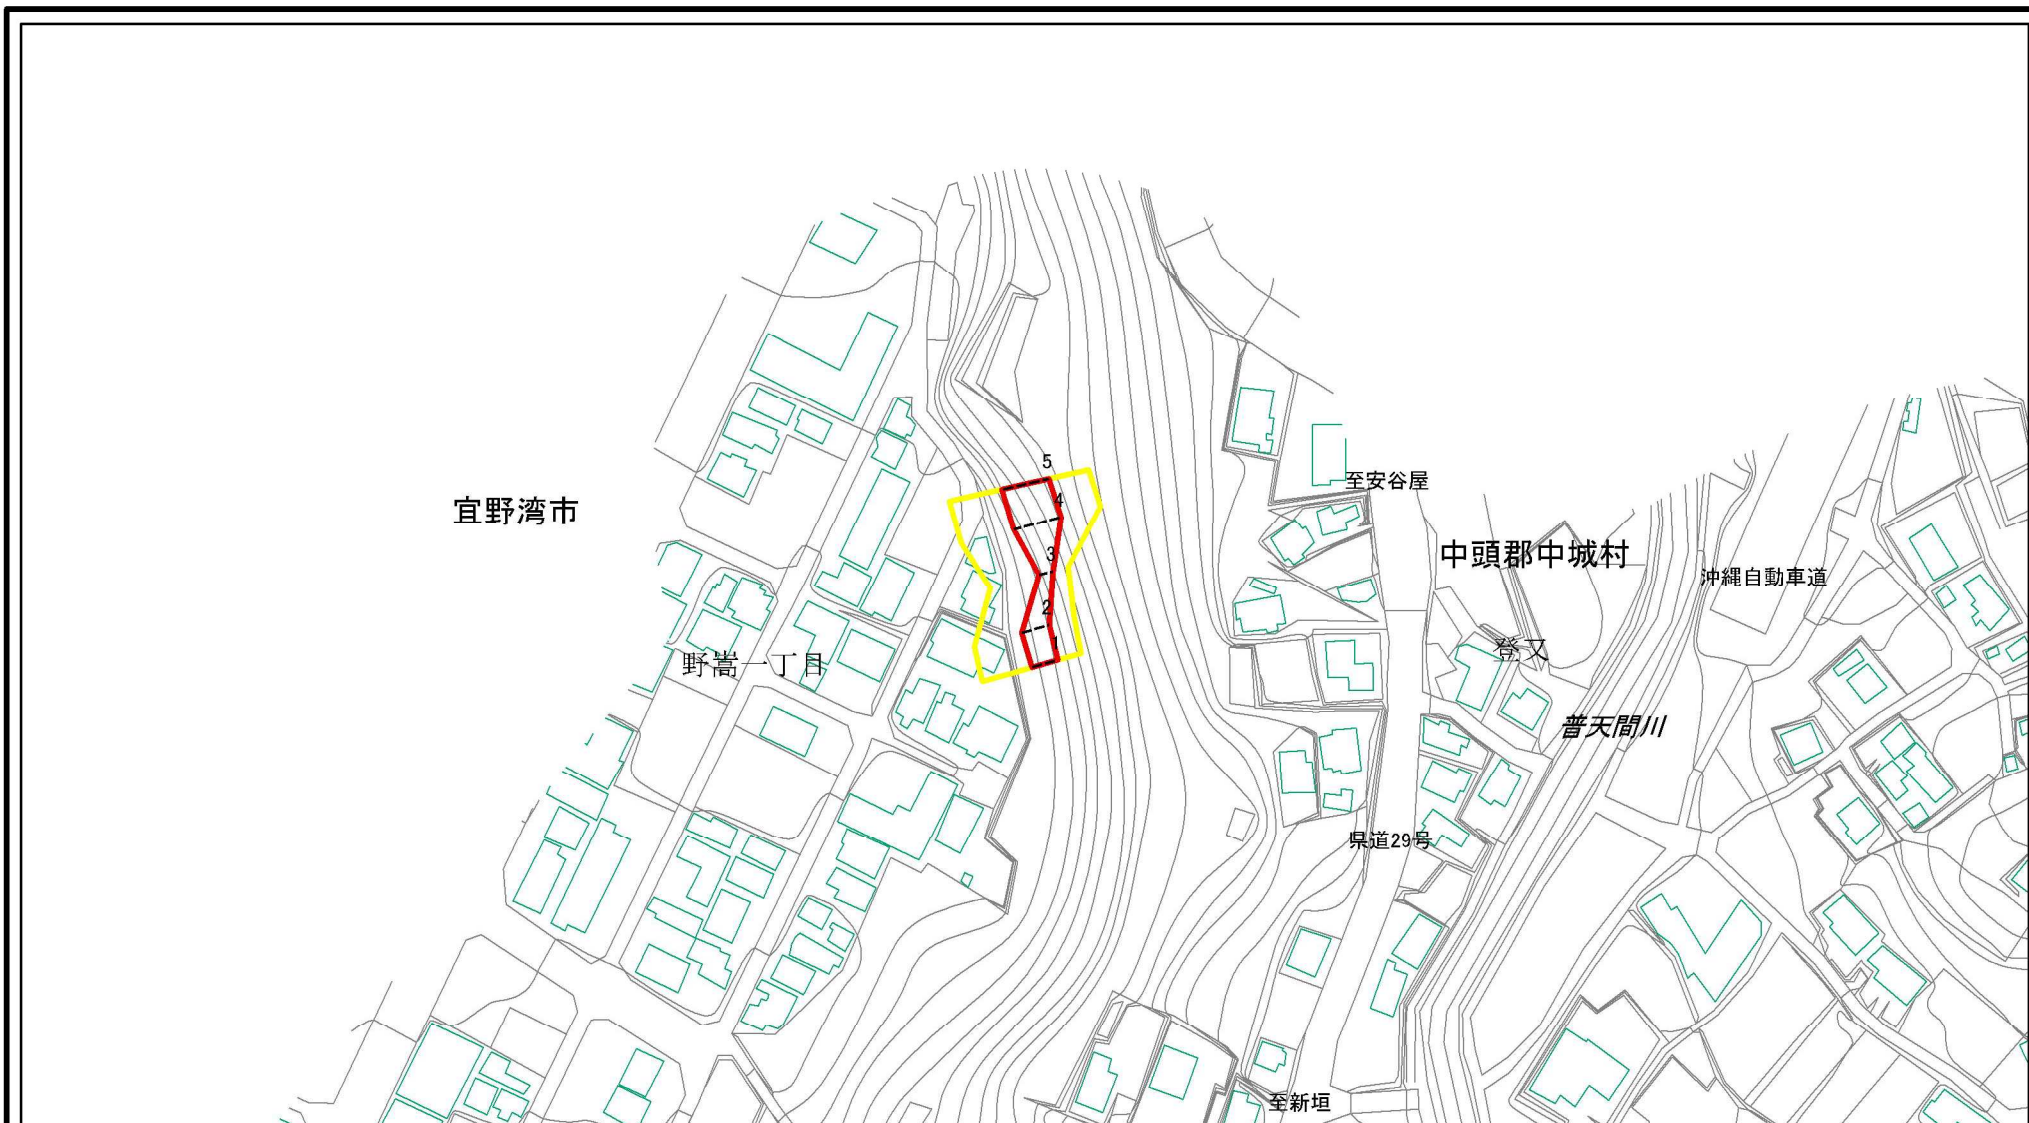 5
至安谷屋
4
宜野湾市
3
中頭郡中城村
沖縄自動車道
2
1
登又
野嵩一丁目
普天間川
県道29号
至新垣